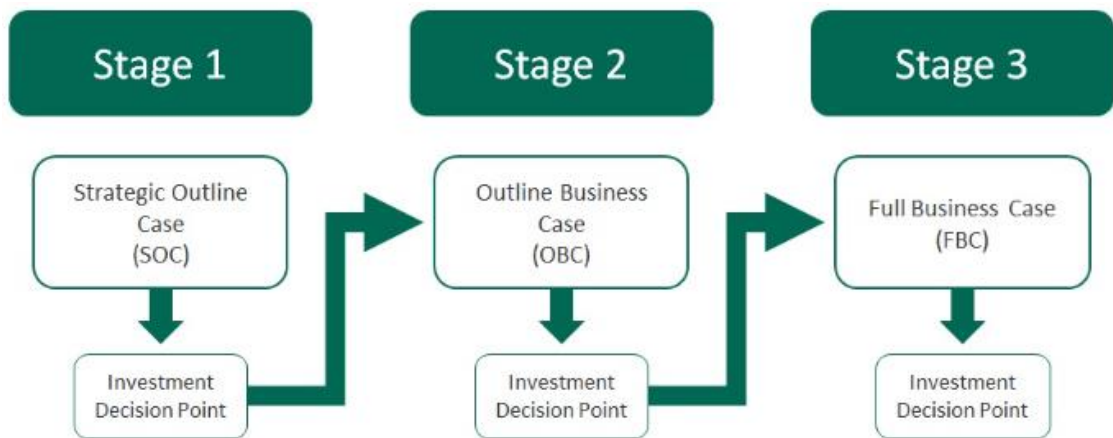 Stage 1
Stage 2
Stage 3
Strategic Outline
Case
(SOC)
Outline Business
Case
(OBC)
Full Business Case
(FBC)
Investment
Decision Point
Investment
Decision Point
Investment
Decision Point